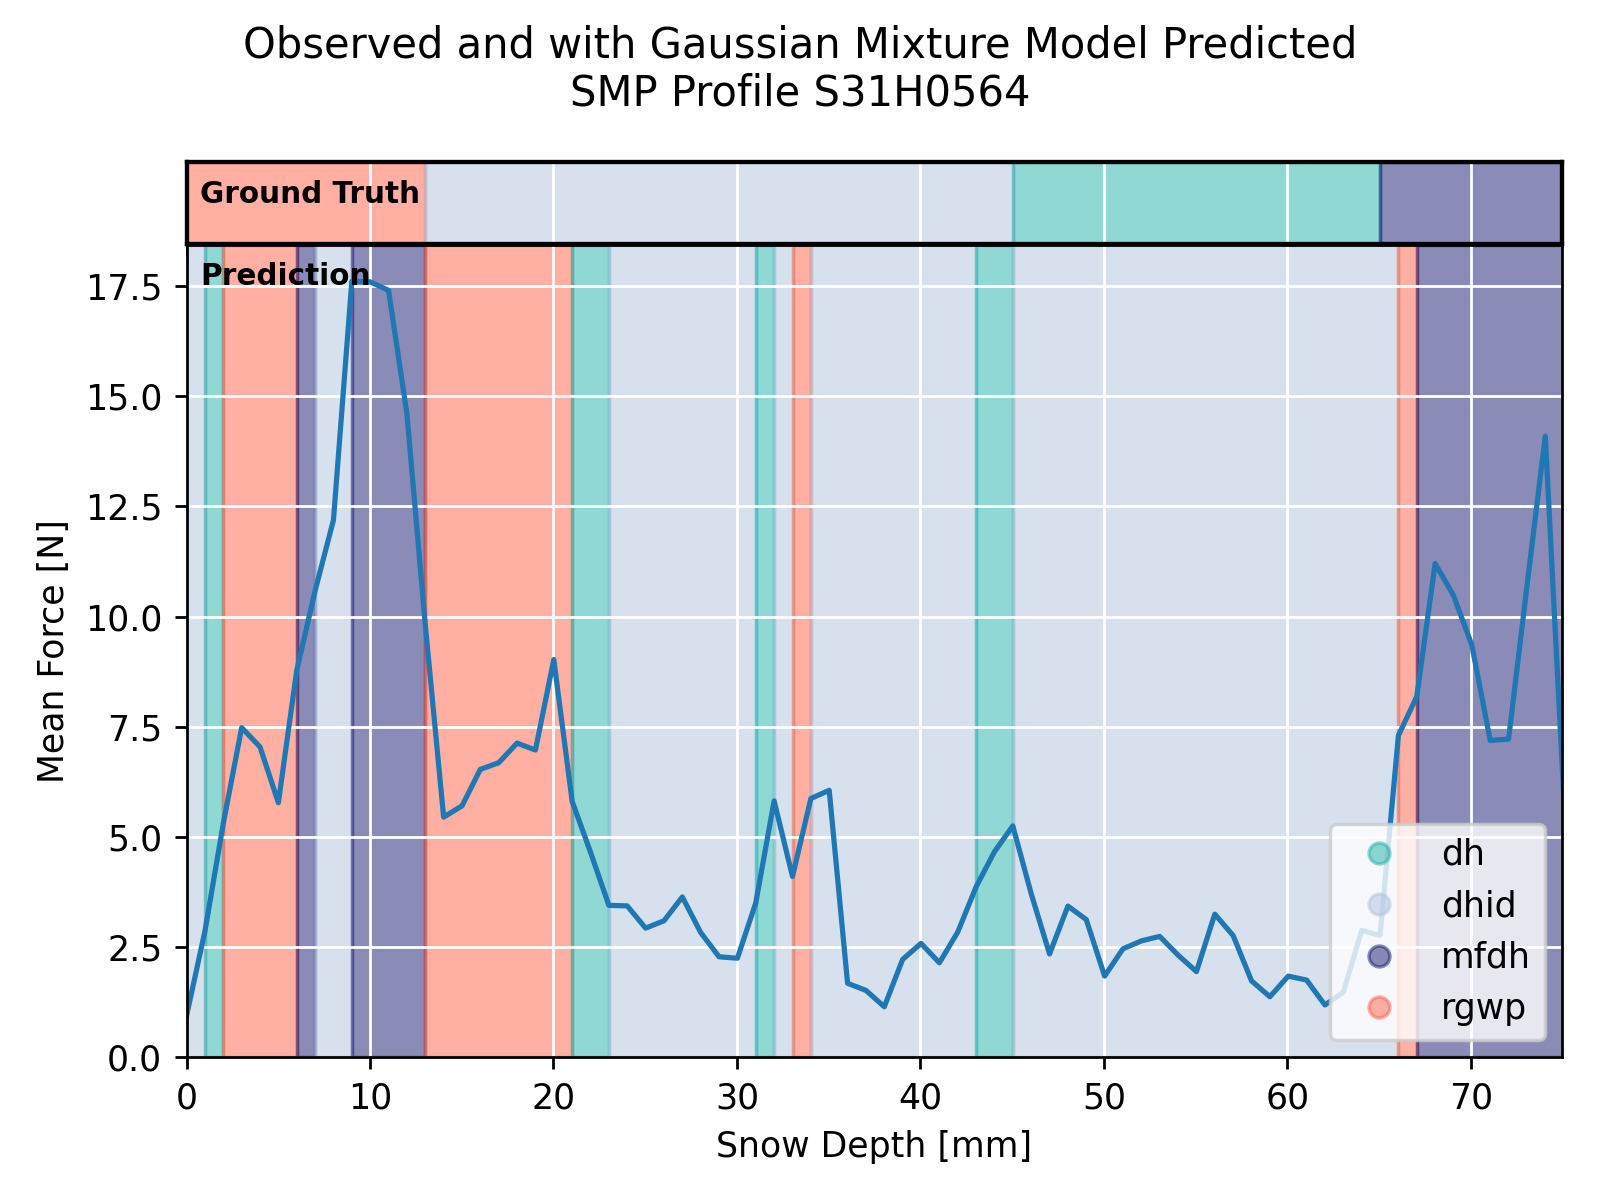 Observed and with Gaussian Mixture Model Predicted
SMP Profile S31H0564
Ground Truth
Prediction
17.5
15.0
12.5
10.0
7.5
5.0
2.5
0.0
Mean Force [N]
dh
dhid
mfdh
rgwp
0 10 20 30 40 50 60 70
Snow Depth [mm]